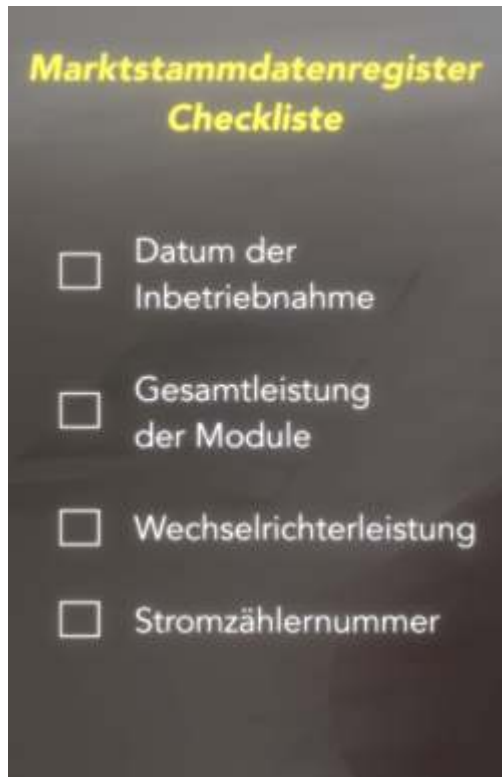 Marktstammdatenregister
Checkliste
Datum der
Inbetriebnahme
Gesamtleistung
der Module
Wechselrichterleistung
Stromzählernummer